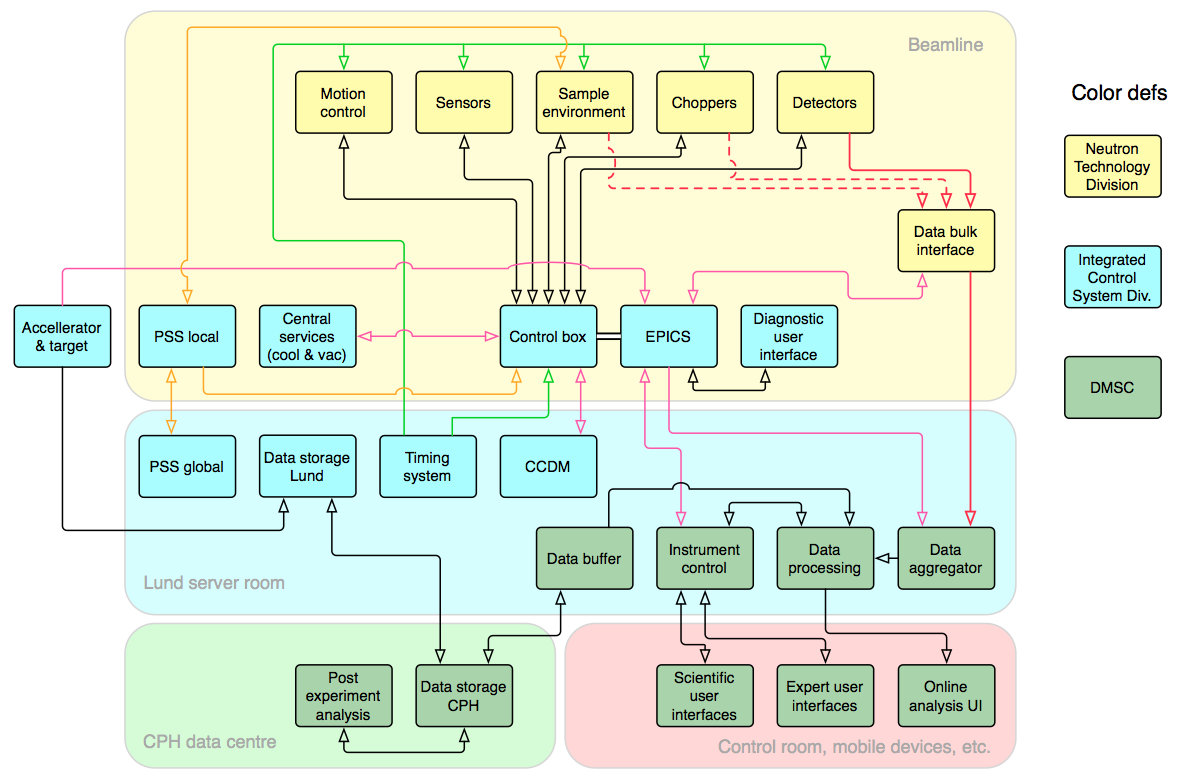 Beamline
Color defs
Motion
control
Sensors
Sample
environment
Choppers
Detectors
Neutron
Technology
Division
Data bulk
interface
Integrated
Control
System Div.
Accellerator
& target
PSS local
Central
services
(cool & vac)
Control box
EPICS
Diagnostic
user
interface
DMSC
PSS global
Data storage
Lund
Timing
system
CCDM
Data buffer
Instrument
control
Data
processing
Data
aggregator
Lund server room
Post
experiment
analysis
Data storage
CPH
Scientific
user
interfaces
Expert user
interfaces
Online
analysis UI
CPH data centre
Control room, mobile devices, etc.